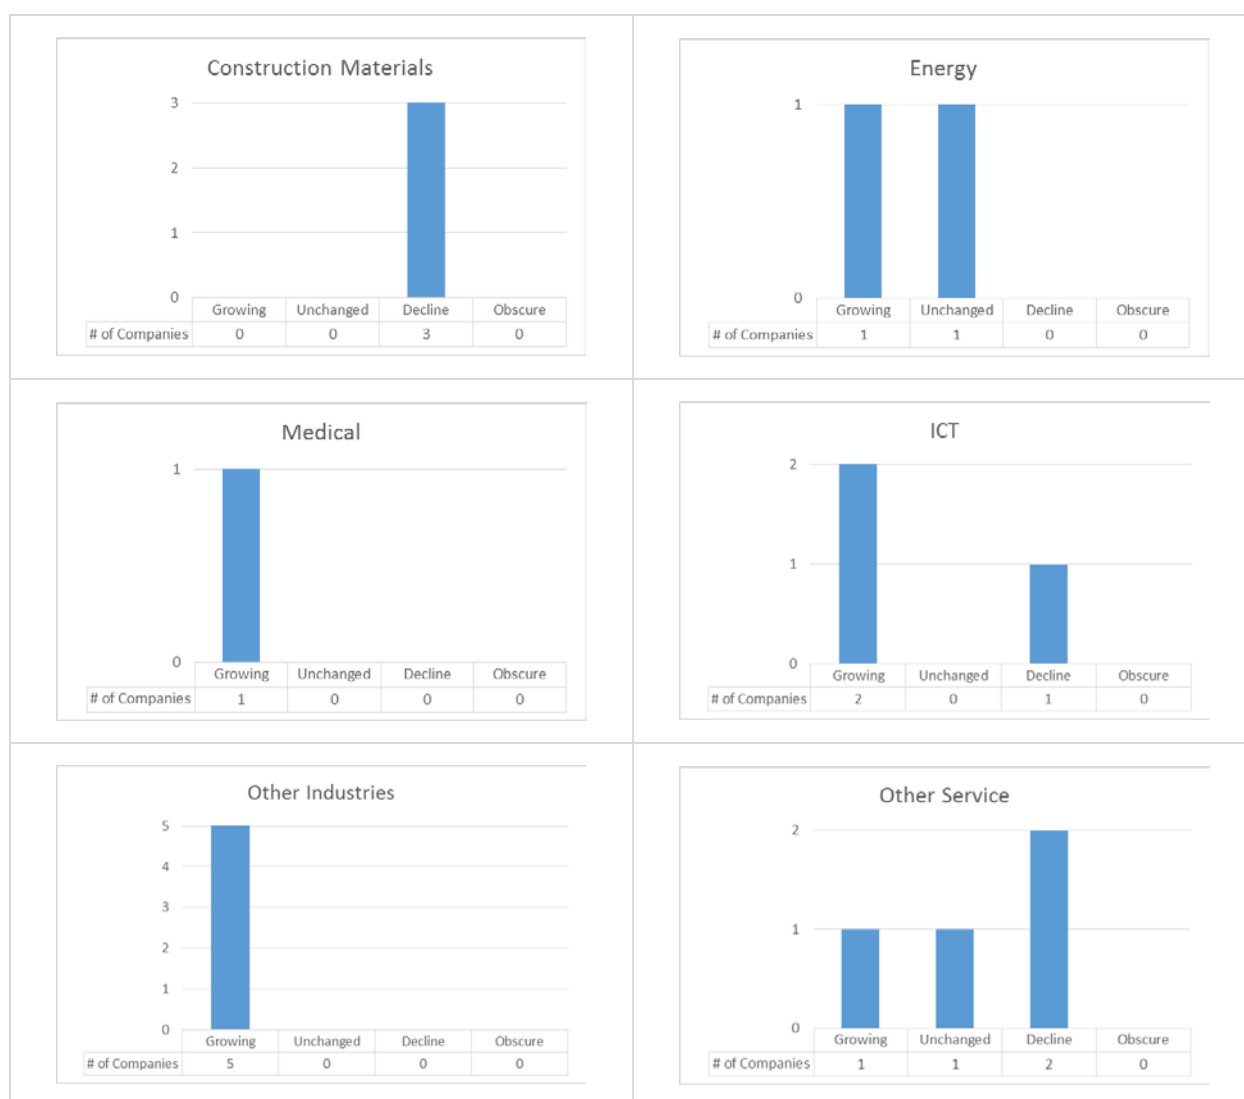 Construction Materials
3
2
1
0
Growing Unchanged Decline Obscure
# of Companies 0 0 3 0
Energy
1
0
Growing Unchanged Decline Obscure
# of Companies 1 1 0 0
Medical
1
0
Growing Unchanged Decline Obscure
# of Companies 1 0 0 0
ICT
2
1
0
Growing Unchanged Decline Obscure
# of Companies 2 0 1 0
Other Industries
5
4
3
2
1
0
Growing Unchanged Decline Obscure
# of Companies 5 0 0 0
Other Service
2
1
0
Growing Unchanged Decline Obscure
# of Companies 1 1 2 0